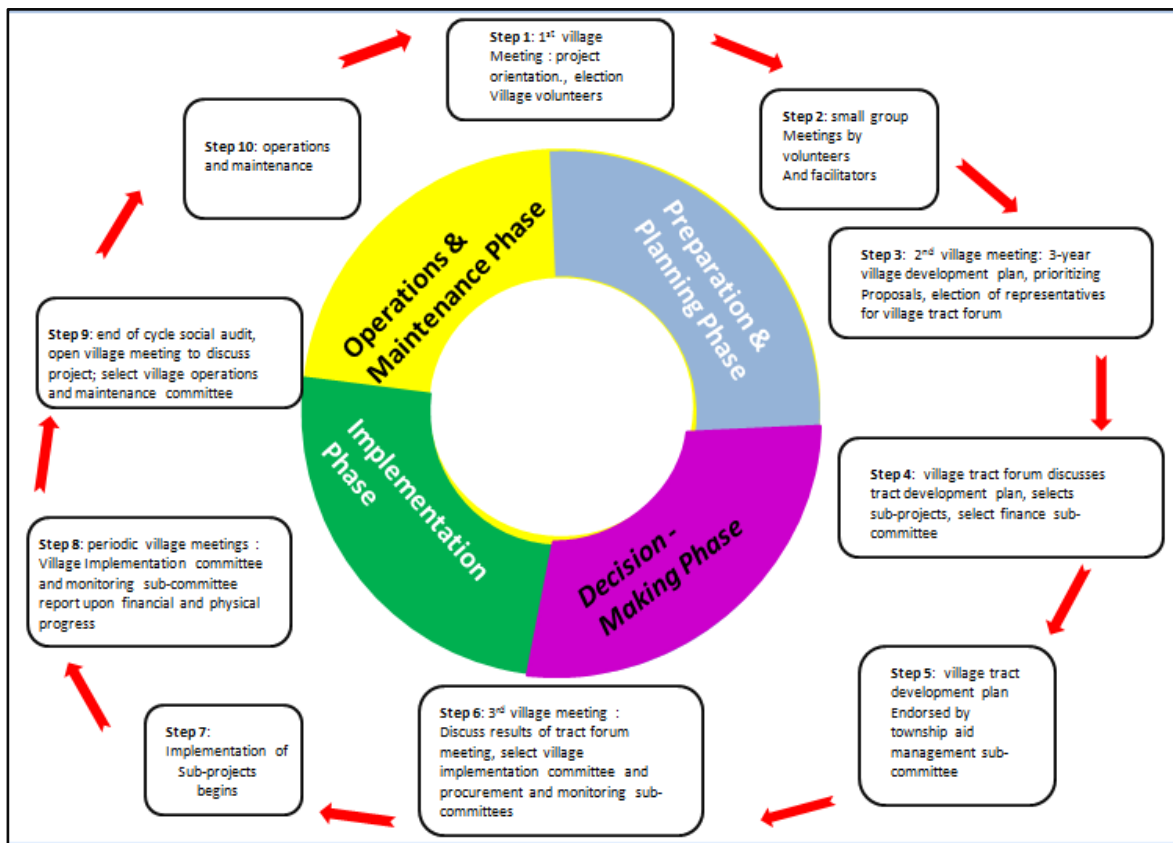 Step 1: 1st village
Meeting : project
orientation., election
Village volunteers
Step 2: small group
Meetings by
volunteers
And facilitators
Step 3: 2nd village meeting: 3-year
village development plan, prioritizing
Proposals, election of representatives
for village tract forum
Step 4: village tract forum discusses
tract development plan, selects
sub-projects, select finance sub-
committee
Step 5: village tract
development plan
Endorsed by
township aid
management sub-
committee
Step 6: 3rd village meeting :
Discuss results of tract forum
meeting, select village
implementation committee and
procurement and monitoring sub-
committees
Step 7:
Implementation of
Sub-projects
begins
Step 8: periodic village meetings :
Village Implementation committee
and monitoring sub-committee
report upon financial and physical
progress
Step 9: end of cycle social audit,
open village meeting to discuss
project; select village operations
and maintenance committee
Step 10: operations
and maintenance
Preparation &
Planning Phase
Decision -
Making Phase
Implementation
Phase
Operations &
Maintenance Phase